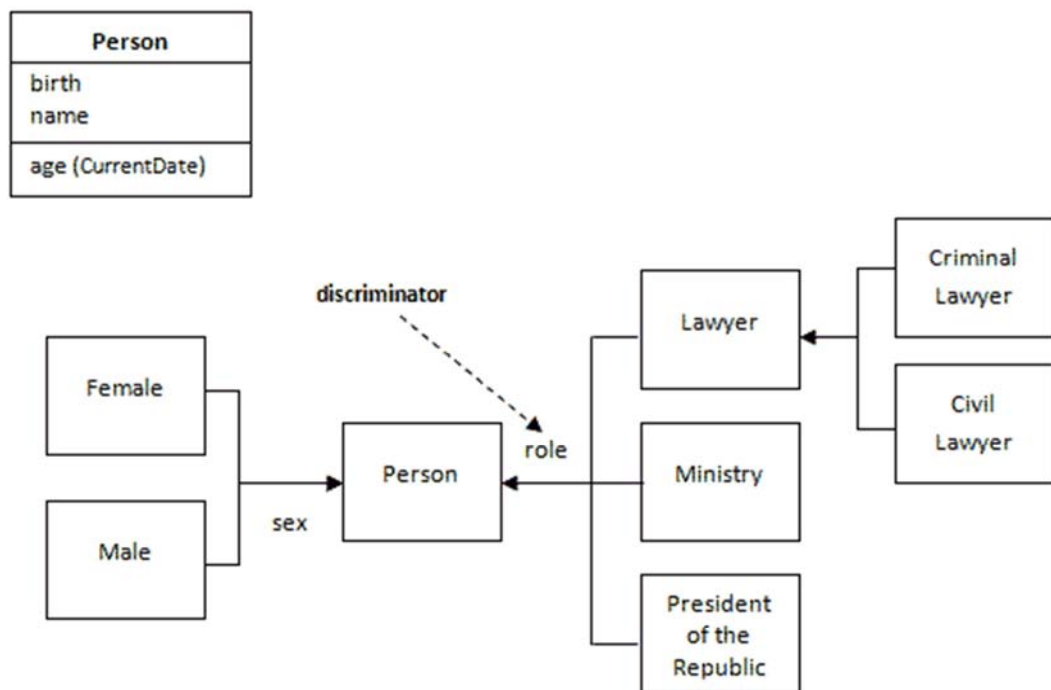 Person
birth
name
age (CurrentDate)
discriminator
Female
Male
sex
Person
role
Lawyer
Ministry
President
of the
Republic
Criminal
Lawyer
Civil
Lawyer